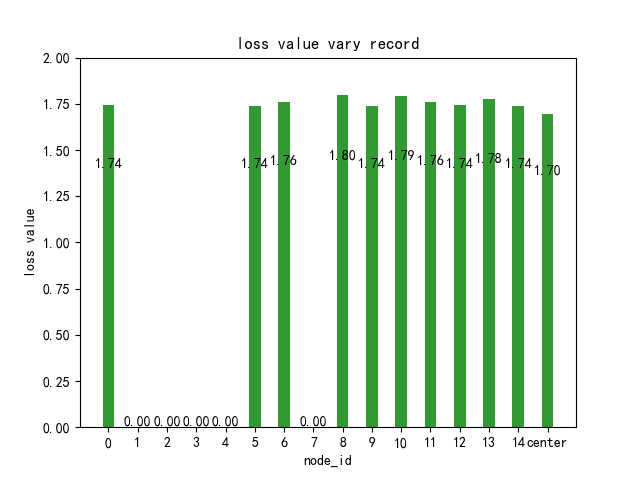 loss value vary record
loss value
2.00
1.75
1.50
1.25
1.00
0.75
0.50
0.25
0.00
1.74 0.00 0.00 0.00 0.00 1.74 1.76 0.00 1.80 1.74 1.79 1.76 1.74 1.78 1.74 1.70
0 1 2 3 4 5 6 7 8 9 10 11 12 13 14 center
node_id